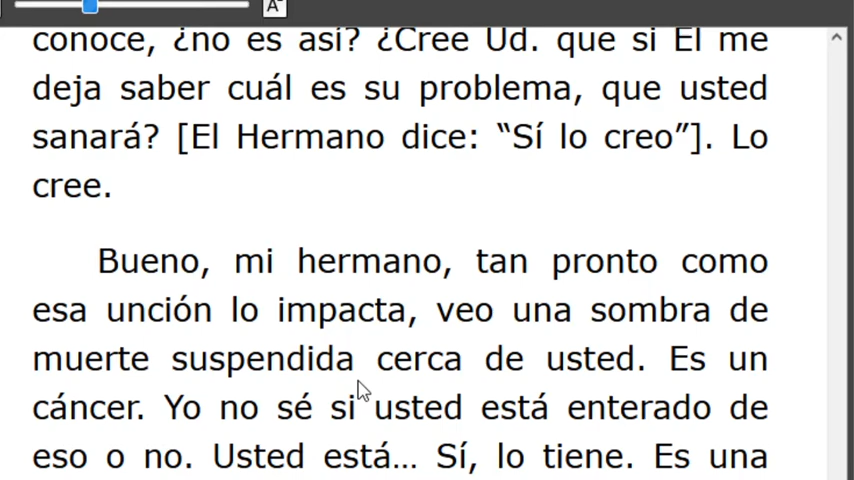 A
conoce, ¿no es así? ¿Cree Ud. que si Él me
deja saber cuál es su problema, que usted
sanará? [El Hermano dice: “Sí lo creo”]. Lo
cree.
Bueno, mi hermano, tan pronto como
esa unción lo impacta, veo una sombra de
muerte suspendida cerca de usted. Es un
cáncer. Yo no sé si usted está enterado de
eso o no. Usted está... Sí, lo tiene. Es una